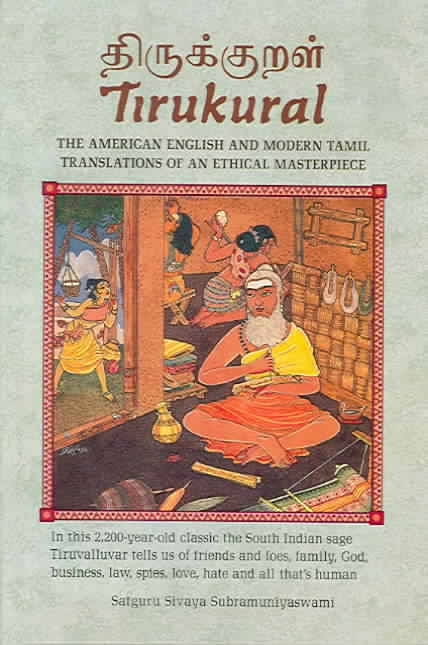 திருக்குறள்
Tirukural
THE AMERICAN ENGLISH AND MODERN TAMIL
TRANSLATIONS OF AN ETHICAL MASTERPIECE
In this 2,200-year-old classic the South Indian sage
Tiruvalluvar tells us of friends and foes, family, God,
business, law, spies, love, hate and all that's human
Satguru Sivaya Subramuniyaswami